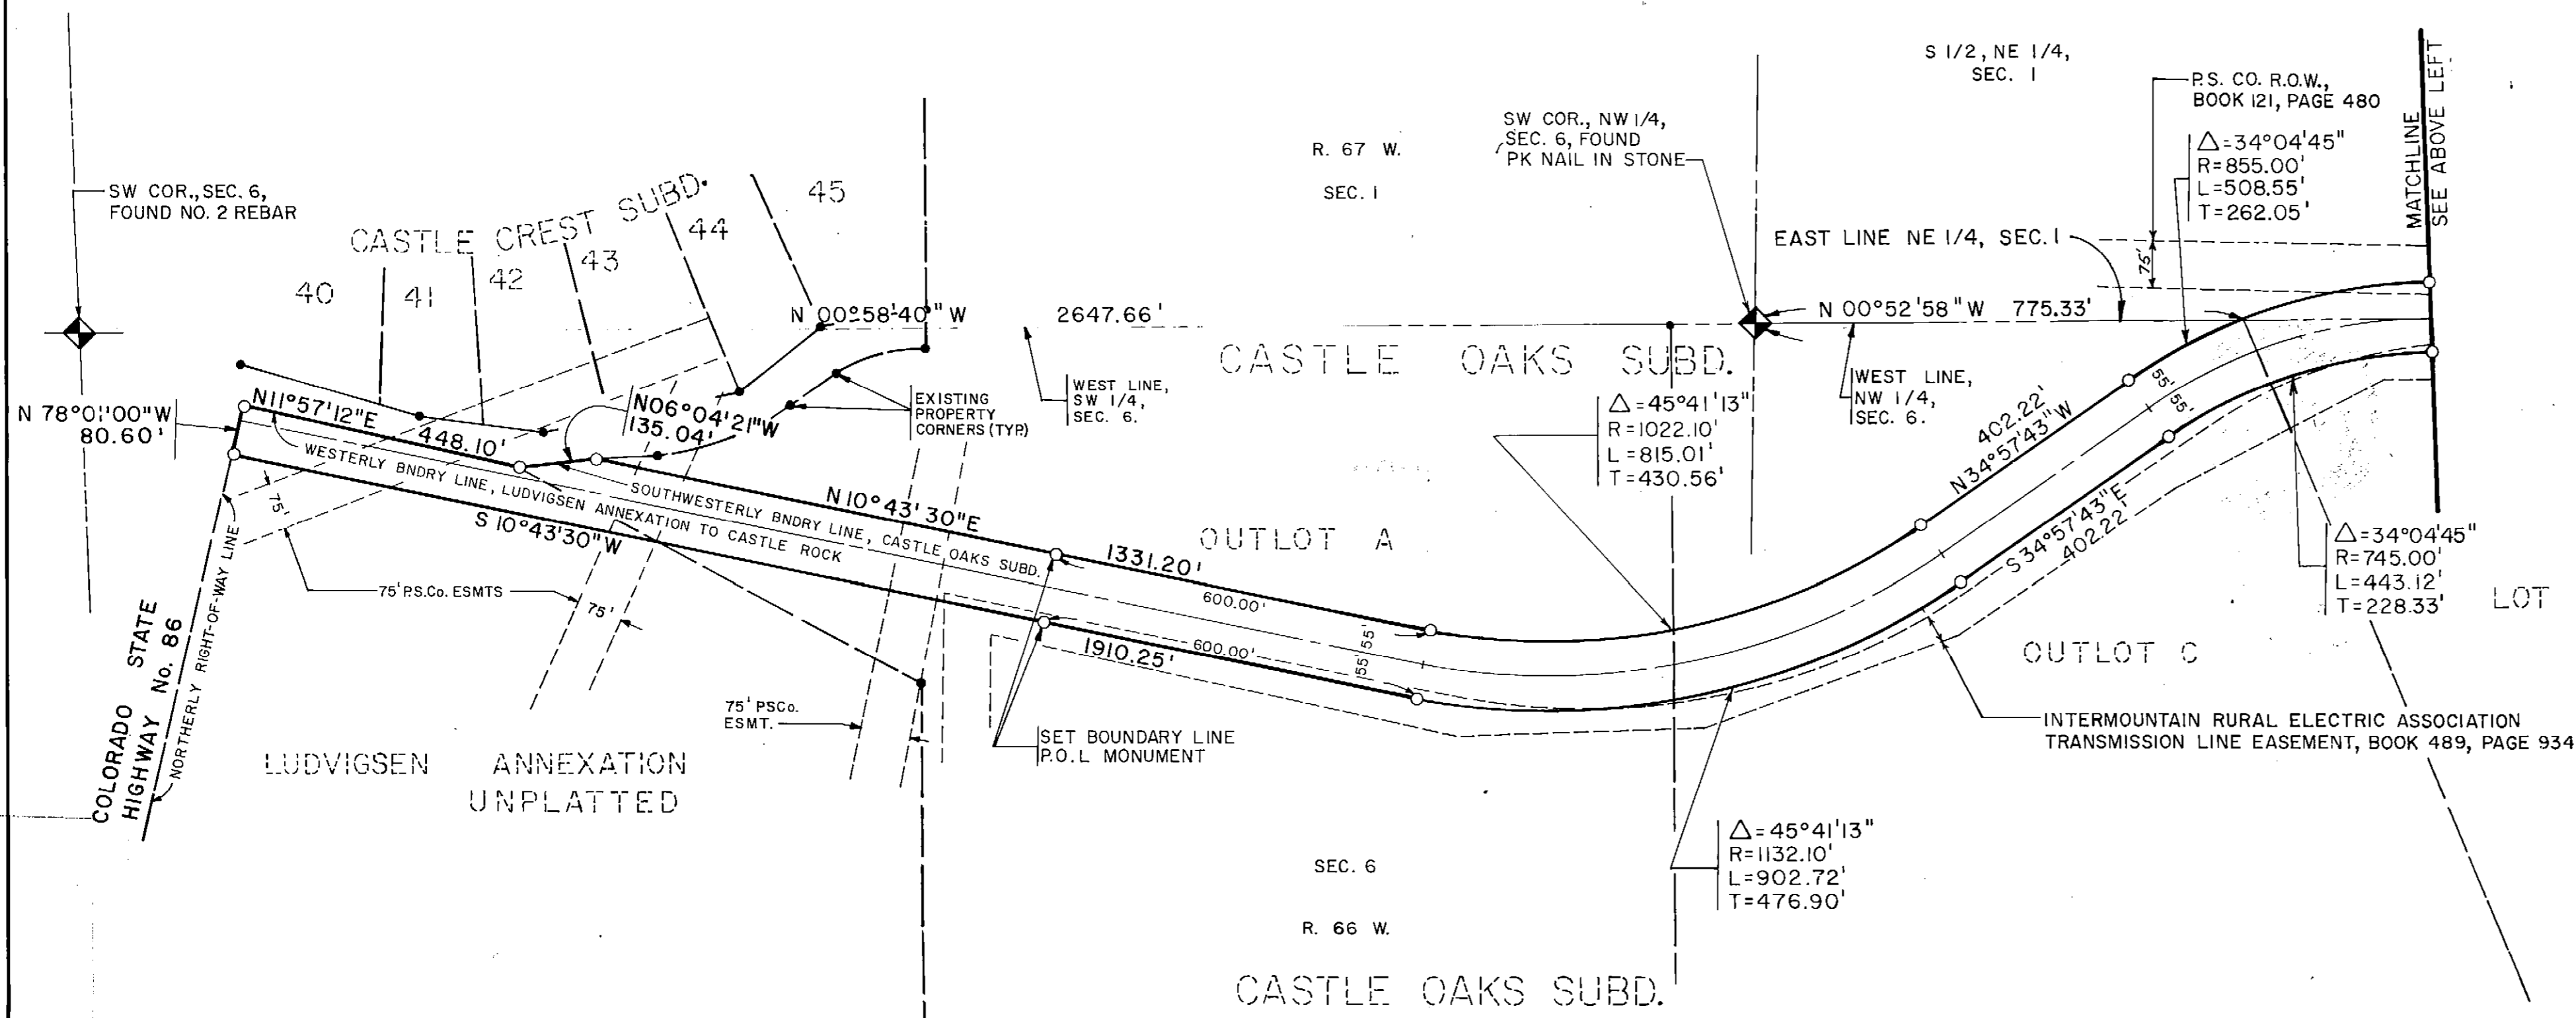 S 1/2, NE 1/4,
SEC. 1
P.S. CO. R.O.W.,
BOOK 121, PAGE 480
MATCHLINE
SEE ABOVE LEFT
SW COR., NW 1/4,
SEC. 6, FOUND
PK NAIL IN STONE
R. 67 W.
SEC. 1
△=34°04'45"
R=855.00'
L=508.55'
T=262.05'
SW COR., SEC. 6,
FOUND NO. 2 REBAR
CASTLE CREST SUBD.
40
41
42
43
44
45
EAST LINE NE 1/4, SEC. 1
75'
N 00°58'40" W 2647.66'
N 00°52'58" W 775.33'
CASTLE OAKS SUBD.
WEST LINE,
SW 1/4,
SEC. 6.
WEST LINE,
NW 1/4,
SEC. 6.
EXISTING
PROPERTY
CORNERS (TYP.)
N 78°01'00" W
80.60'
N11°57'12"E 448.10'
N06°04'21"W
135.04'
△=45°41'13"
R=1022.10'
L=815.01'
T=430.56'
402.22'
N34°57'43"W
55' 55'
S34°57'43"E
402.22'
WESTERLY BNDRY LINE, LUDVIGSEN ANNEXATION TO CASTLE ROCK
SOUTHWESTERLY BNDRY LINE, CASTLE OAKS SUBD.
N 10°43'30"E
1331.20'
600.00'
S 10°43'30"W
1910.25'
600.00'
55' 55'
OUTLOT A
75'
75' P.S.Co. ESMTS
75'
△=34°04'45"
R=745.00'
L=443.12'
T=228.33'
LOT
OUTLOT C
COLORADO STATE
HIGHWAY No. 86
NORTHERLY RIGHT-OF-WAY LINE
75' PSCo.
ESMT.
SET BOUNDARY LINE
P.O.L MONUMENT
INTERMOUNTAIN RURAL ELECTRIC ASSOCIATION
TRANSMISSION LINE EASEMENT, BOOK 489, PAGE 934
LUDVIGSEN ANNEXATION
UNPLATTED
△=45°41'13"
R=1132.10'
L=902.72'
T=476.90'
SEC. 6
R. 66 W.
CASTLE OAKS SUBD.